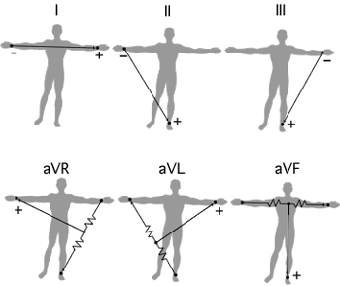 I II III
− + − + − +
aVR aVL aVF
+ + +